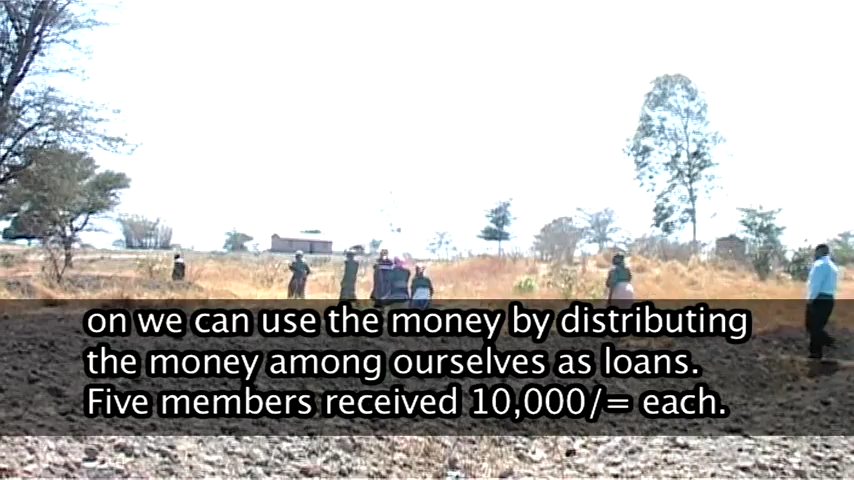 on we can use the money by distributing
the money among ourselves as loans.
Five members received 10,000/= each.